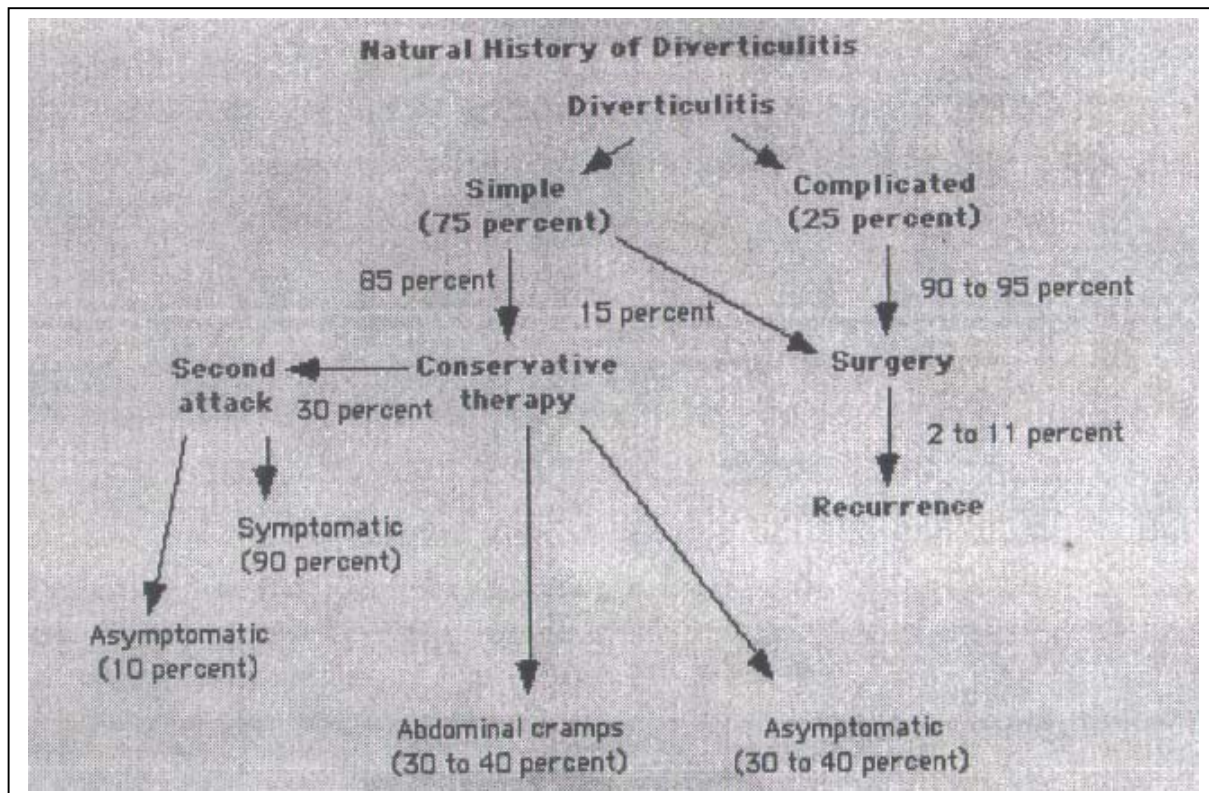 Natural History of Diverticulitis
Diverticulitis
Simple
(75 percent)
Complicated
(25 percent)
85 percent
15 percent
90 to 95 percent
Second
attack
30 percent
Conservative
therapy
Surgery
2 to 11 percent
Recurrence
Symptomatic
(90 percent)
Asymptomatic
(10 percent)
Abdominal cramps
(30 to 40 percent)
Asymptomatic
(30 to 40 percent)